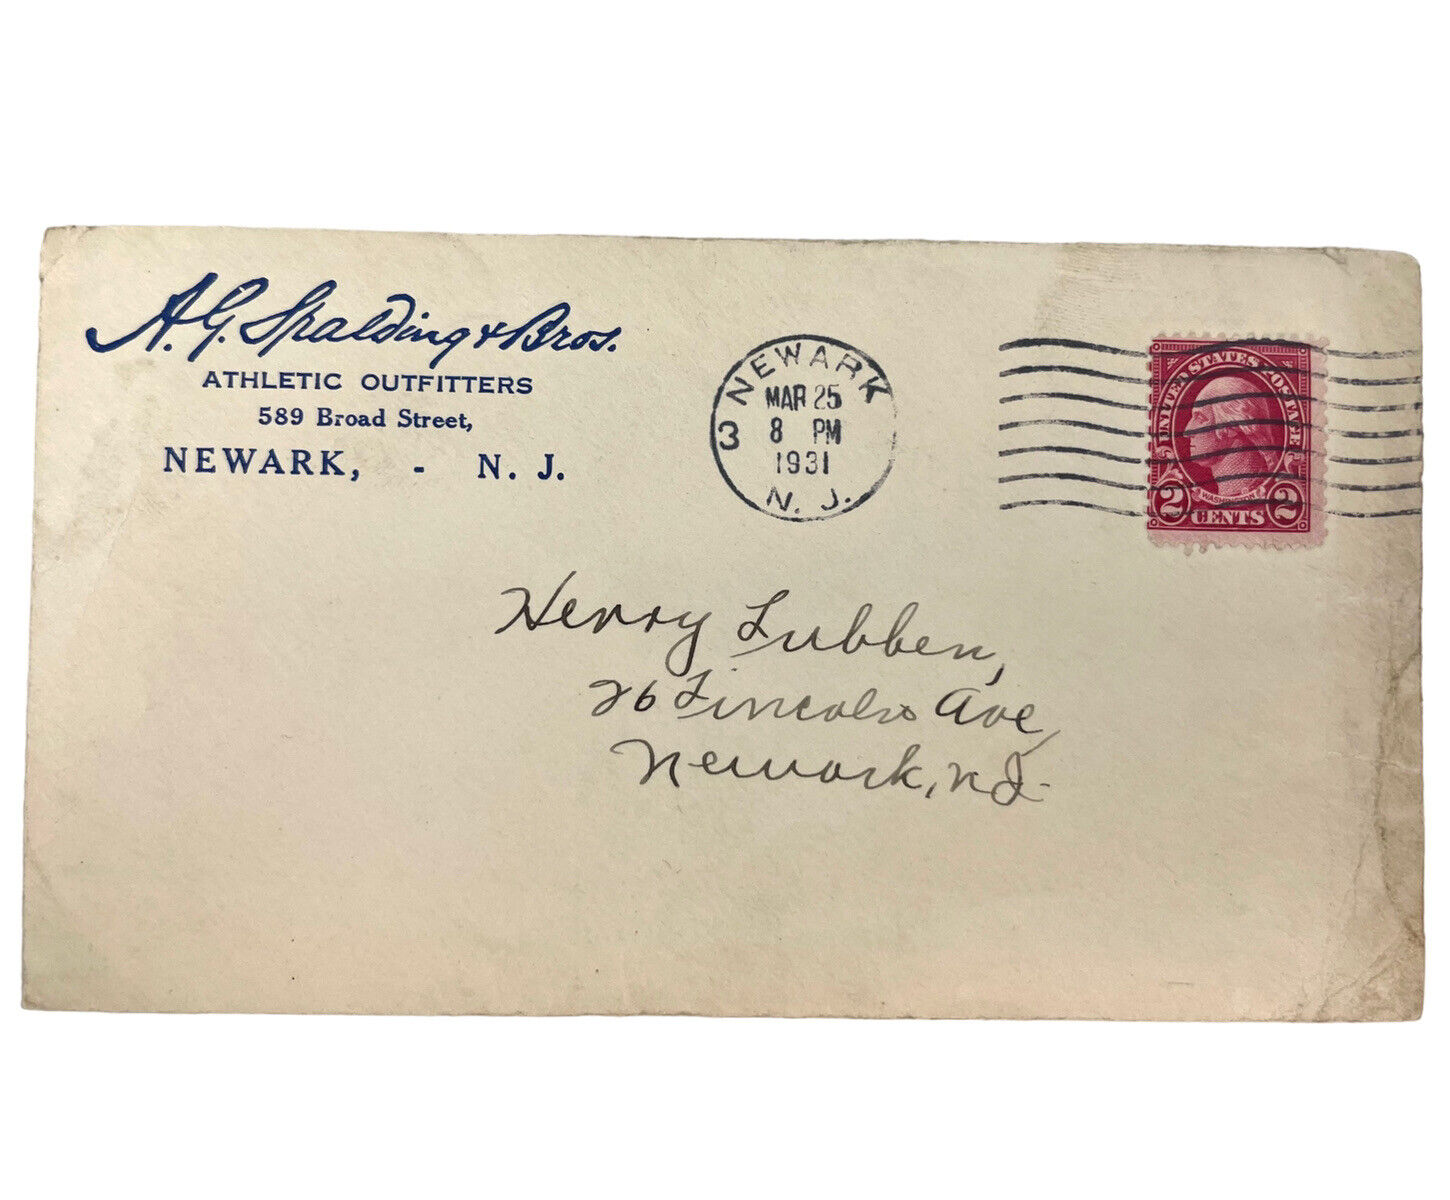 A.G. Spalding & Bros.
ATHLETIC OUTFITTERS
589 Broad Street,
NEWARK, - N. J.
NEWARK
MAR 25
3 8 PM
1931
N. J.
UNITED STATES POSTAGE
WASHINGTON
2 CENTS 2
Henry Lubben,
26 Lincoln Ave,
Newark, N J.